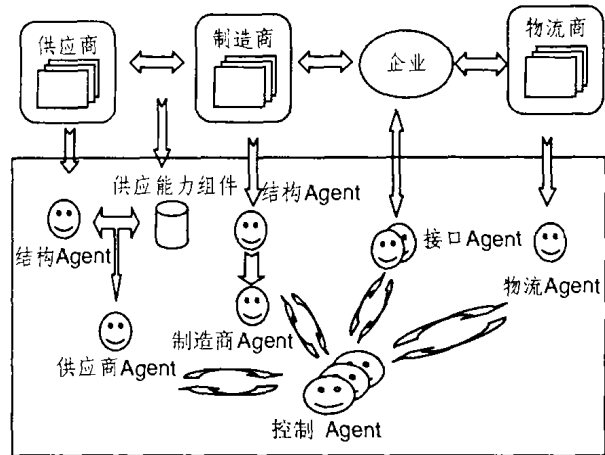 供应商
制造商
企业
物流商
供应能力组件
结构Agent
结构Agent
接口Agent
物流Agent
制造商Agent
供应商Agent
控制 Agent